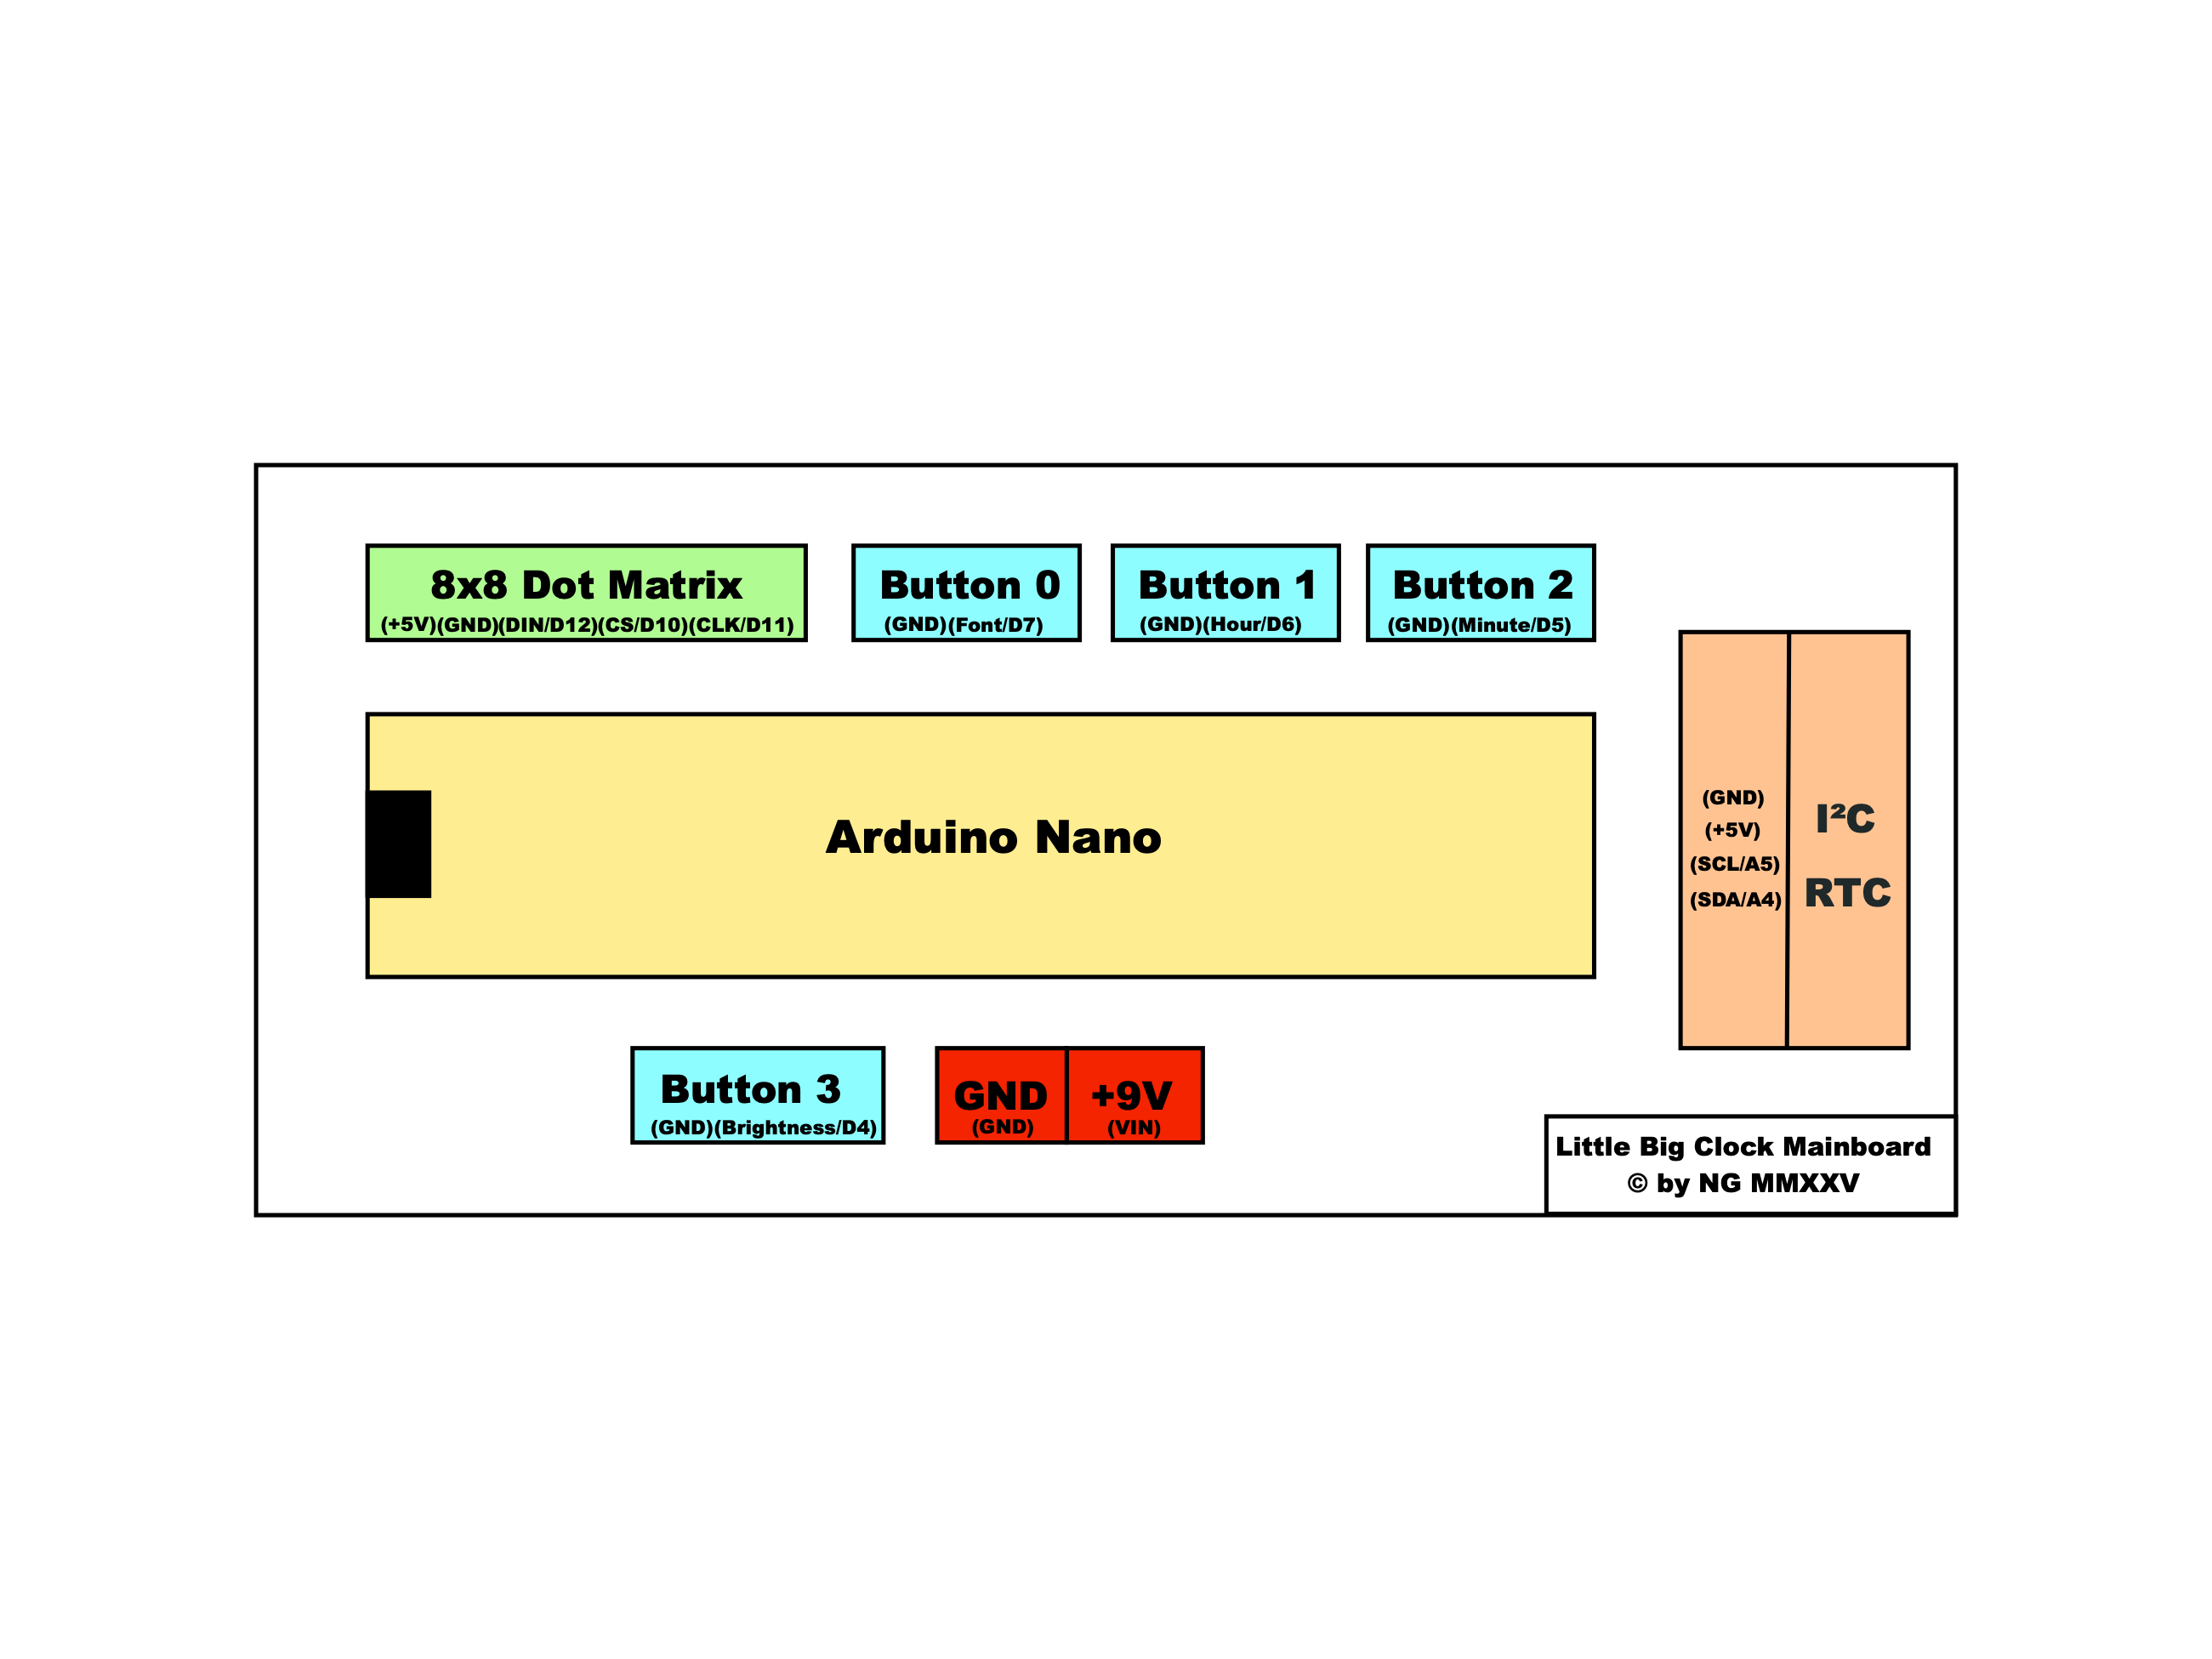 8x8 Dot Matrix
(+5V)(GND)(DIN/D12)(CS/D10)(CLK/D11)
Button 0
(GND)(Font/D7)
Button 1
(GND)(Hour/D6)
Button 2
(GND)(Minute/D5)
Arduino Nano
(GND)
(+5V)
(SCL/A5)
(SDA/A4)
I²C
RTC
Button 3
(GND)(Brightness/D4)
GND
(GND)
+9V
(VIN)
Little Big Clock Mainboard
© by NG MMXXV